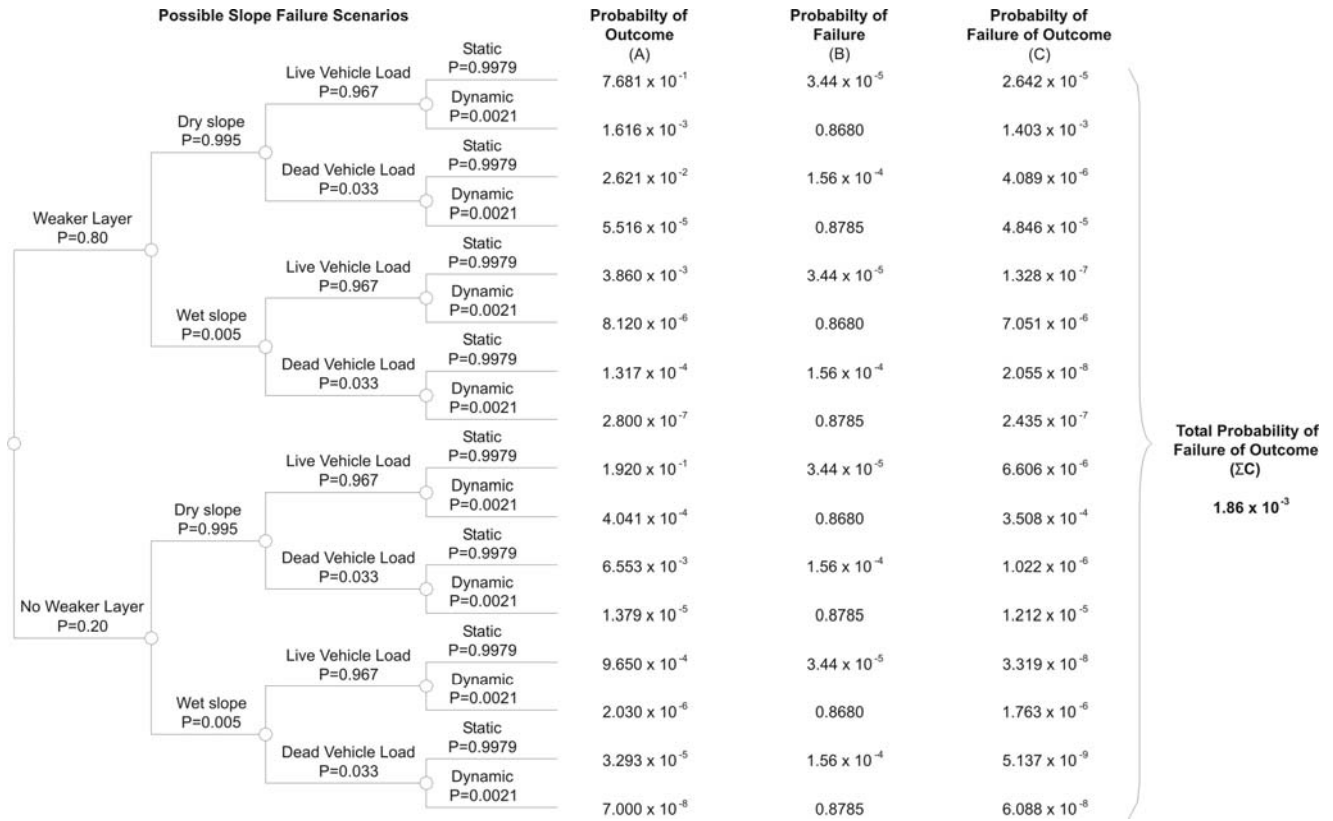 Possible Slope Failure Scenarios
Probabilty of
Outcome
(A)
Probabilty of
Failure
(B)
Probabilty of
Failure of Outcome
(C)
Static
P=0.9979
Live Vehicle Load
P=0.967
7.681 x 10-1
3.44 x 10-5
2.642 x 10-5
Dynamic
P=0.0021
Dry slope
P=0.995
1.616 x 10-3
0.8680
1.403 x 10-3
Static
P=0.9979
Dead Vehicle Load
P=0.033
2.621 x 10-2
1.56 x 10-4
4.089 x 10-6
Dynamic
P=0.0021
Weaker Layer
P=0.80
5.516 x 10-5
0.8785
4.846 x 10-5
Static
P=0.9979
Live Vehicle Load
P=0.967
3.860 x 10-3
3.44 x 10-5
1.328 x 10-7
Dynamic
P=0.0021
Wet slope
P=0.005
8.120 x 10-6
0.8680
7.051 x 10-6
Static
P=0.9979
Dead Vehicle Load
P=0.033
1.317 x 10-4
1.56 x 10-4
2.055 x 10-8
Dynamic
P=0.0021
2.800 x 10-7
0.8785
2.435 x 10-7
Total Probability of
Failure of Outcome
(ΣC)
1.86 x 10-3
Static
P=0.9979
Live Vehicle Load
P=0.967
1.920 x 10-1
3.44 x 10-5
6.606 x 10-6
Dynamic
P=0.0021
Dry slope
P=0.995
4.041 x 10-4
0.8680
3.508 x 10-4
Static
P=0.9979
Dead Vehicle Load
P=0.033
6.553 x 10-3
1.56 x 10-4
1.022 x 10-6
Dynamic
P=0.0021
No Weaker Layer
P=0.20
1.379 x 10-5
0.8785
1.212 x 10-5
Static
P=0.9979
Live Vehicle Load
P=0.967
9.650 x 10-4
3.44 x 10-5
3.319 x 10-8
Dynamic
P=0.0021
Wet slope
P=0.005
2.030 x 10-6
0.8680
1.763 x 10-6
Static
P=0.9979
Dead Vehicle Load
P=0.033
3.293 x 10-5
1.56 x 10-4
5.137 x 10-9
Dynamic
P=0.0021
7.000 x 10-8
0.8785
6.088 x 10-8